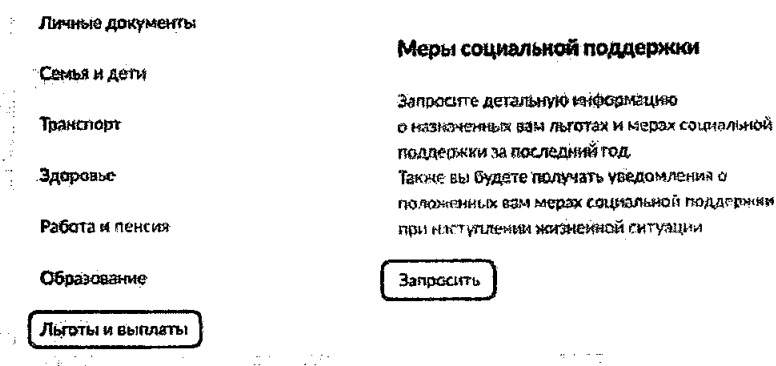 Личные документы
Семья и дети
Транспорт
Здоровье
Работа и пенсия
Образование
Льготы и выплаты
Меры социальной поддержки
Запросите детальную информацию
о назначенных вам льготах и мерах социальной
поддержки за последний год.
Также вы будете получать уведомления о
положенных вам мерах социальной поддержки
при наступлении жизненной ситуации
Запросить